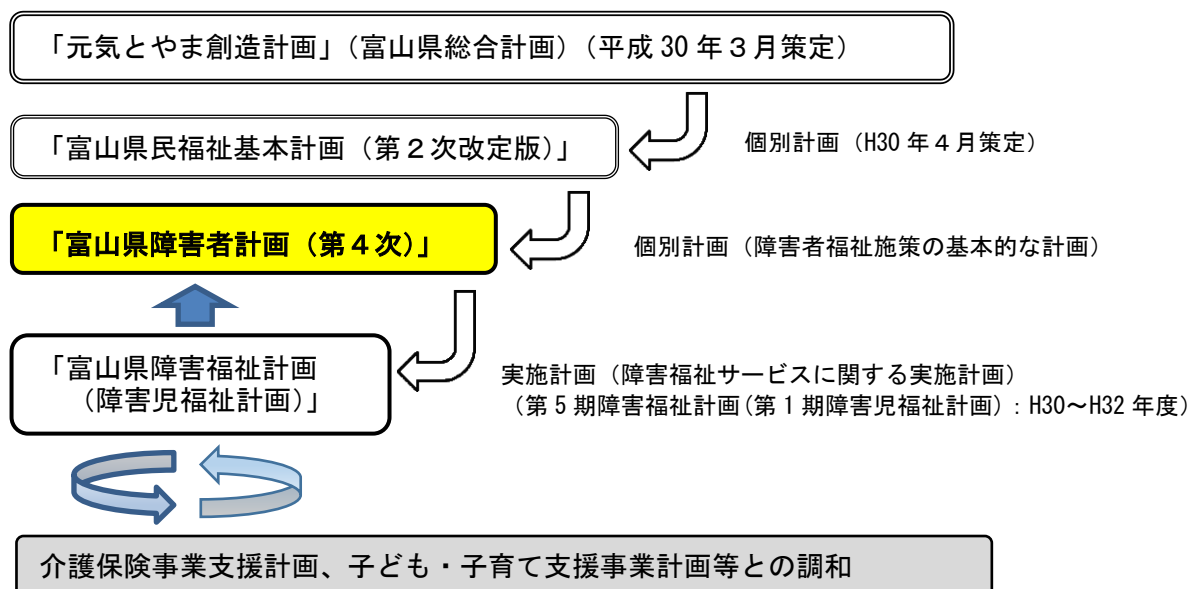 「元気とやま創造計画」（富山県総合計画）（平成 30 年３月策定）
「富山県民福祉基本計画（第２次改定版）」
個別計画（H30 年４月策定）
「富山県障害者計画（第４次）」
個別計画（障害者福祉施策の基本的な計画）
「富山県障害福祉計画
（障害児福祉計画）」
実施計画（障害福祉サービスに関する実施計画）
（第５期障害福祉計画（第１期障害児福祉計画）：H30～H32 年度）
介護保険事業支援計画、子ども・子育て支援事業計画等との調和